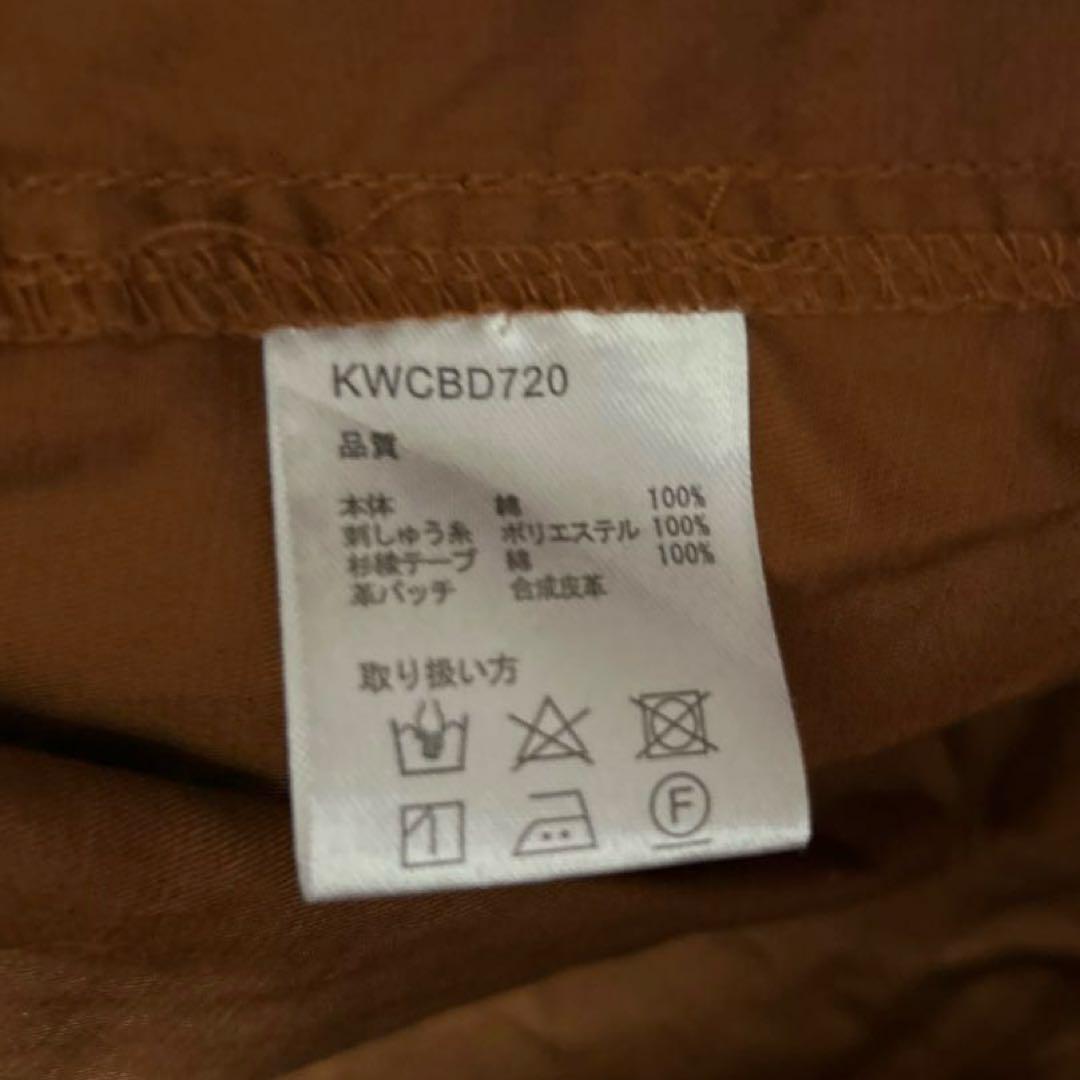 KWCBD720
品質
本体 綿 100%
刺しゅう糸 ポリエステル 100%
杉綾テープ 綿 100%
革パッチ 合成皮革
取り扱い方
F